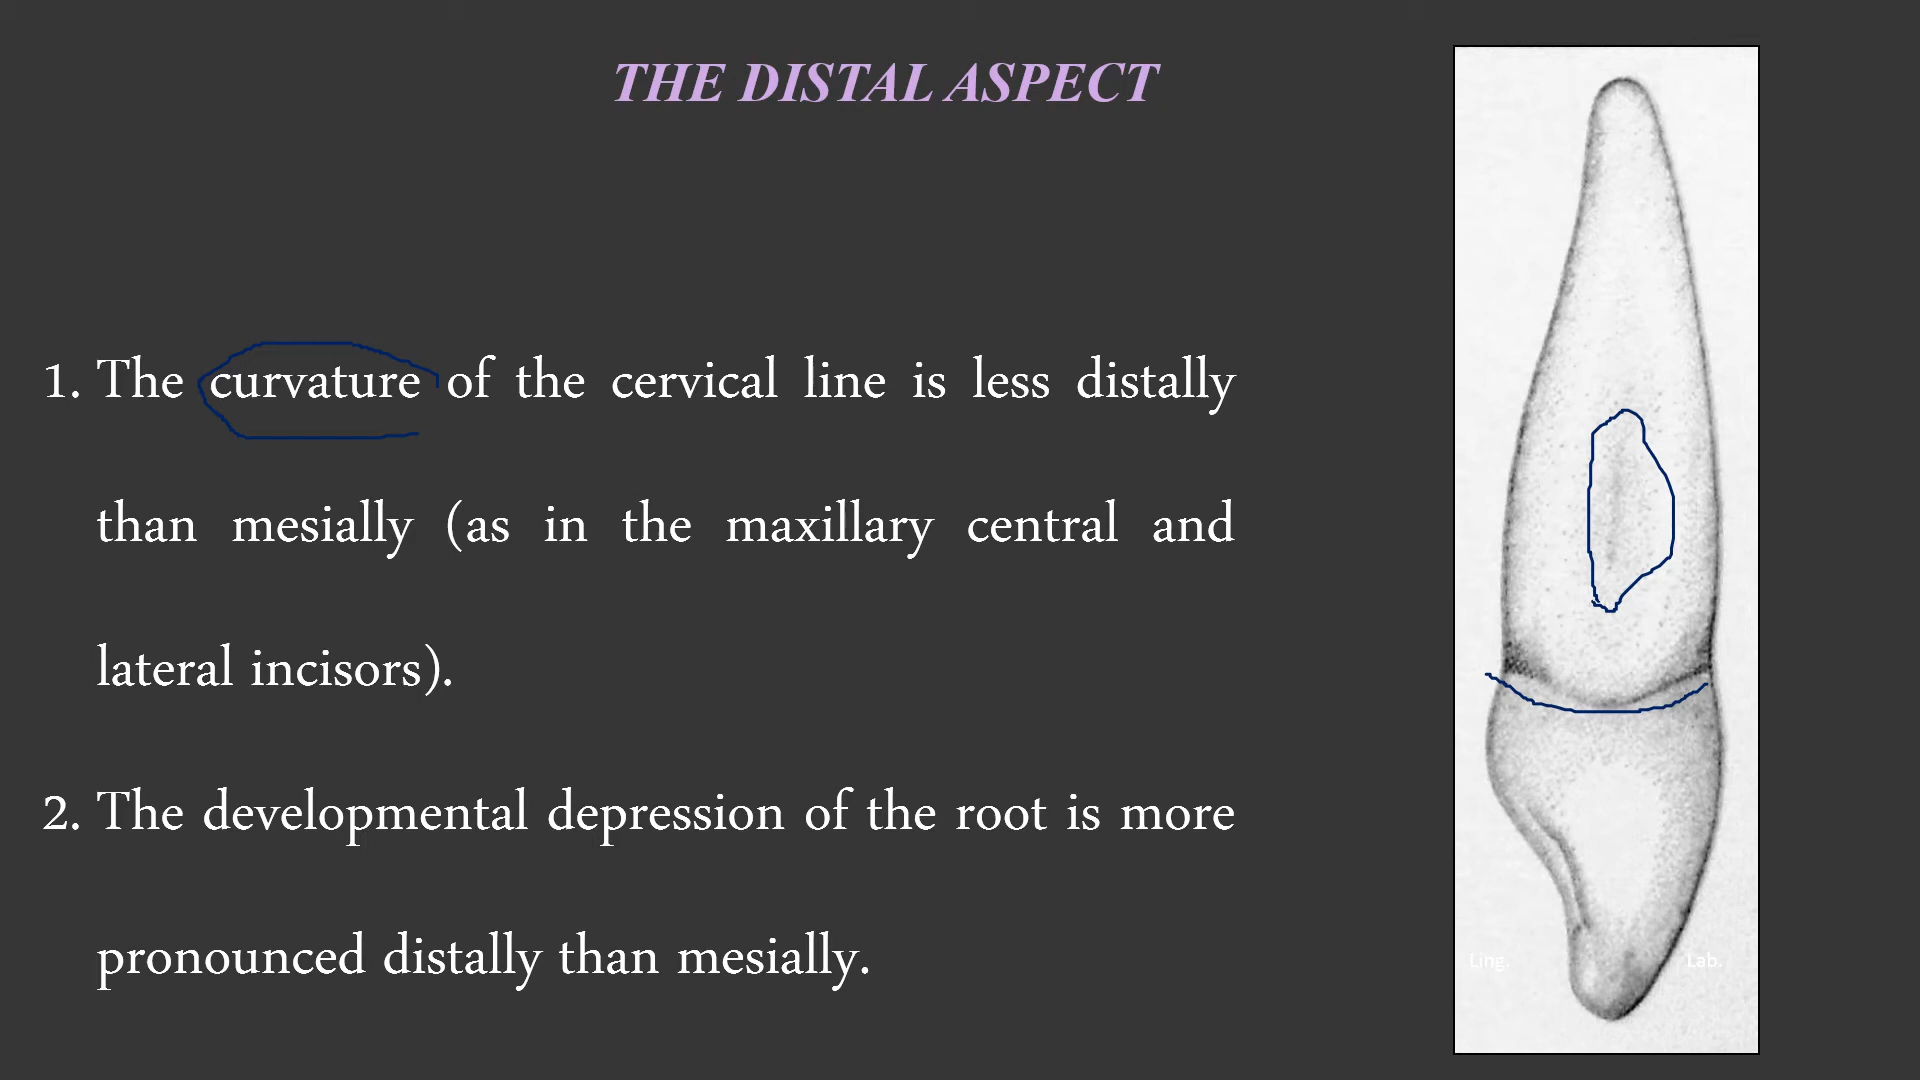 THE DISTAL ASPECT
1. The curvature of the cervical line is less distally
than mesially (as in the maxillary central and
lateral incisors).
2. The developmental depression of the root is more
pronounced distally than mesially.
Ling. Lab.